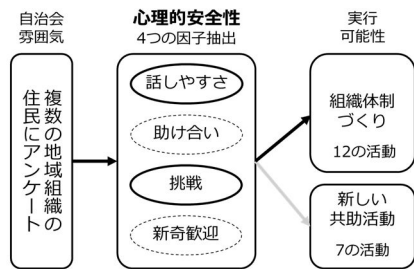 自治会
雰囲気
複数の地域組織の
住民にアンケート
心理的安全性
4つの因子抽出
話しやすさ
助け合い
挑戦
新奇歓迎
実行
可能性
組織体制
づくり
12の活動
新しい
共助活動
7の活動